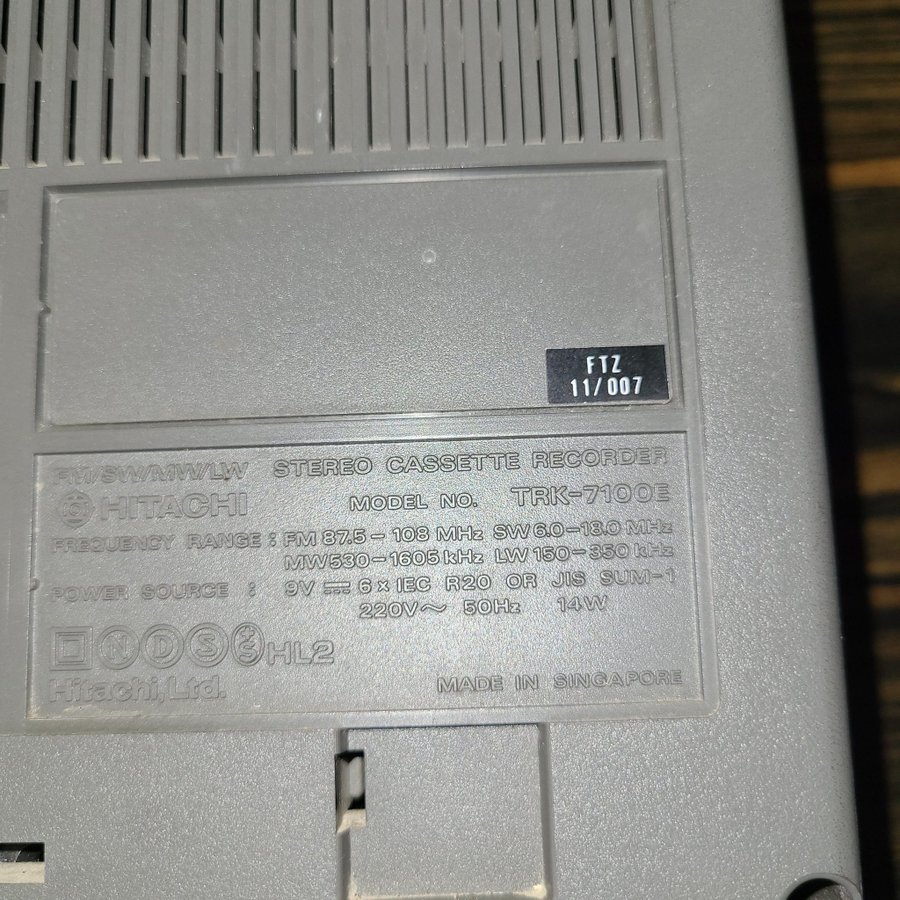 FTZ
11/007
FM/SW/MW/LW STEREO CASSETTE RECORDER
HITACHI MODEL NO. TRK-7100E
FREQUENCY RANGE : FM 87.5-108 MHz SW 6.0-18.0 MHz
MW 530-1605 kHz LW 150-350 kHz
POWER SOURCE : 9V ⎓ 6 × IEC R20 OR JIS SUM-1
220V~ 50Hz 14W
N D S HL2
Hitachi, Ltd. MADE IN SINGAPORE